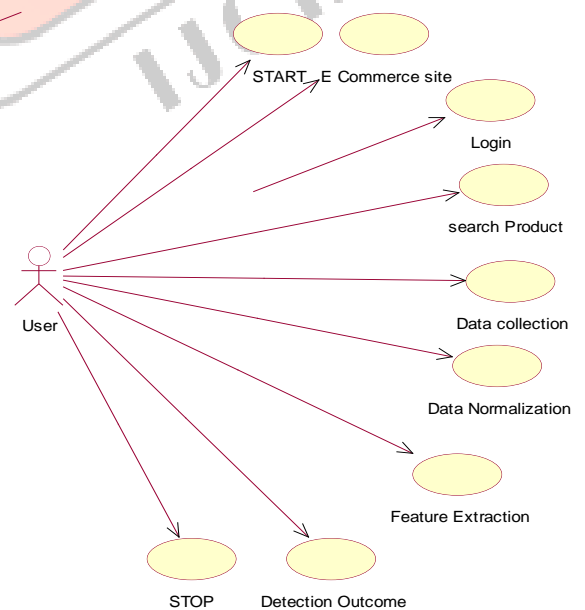 START
E Commerce site
Login
search Product
Data collection
User
Data Normalization
Feature Extraction
STOP
Detection Outcome